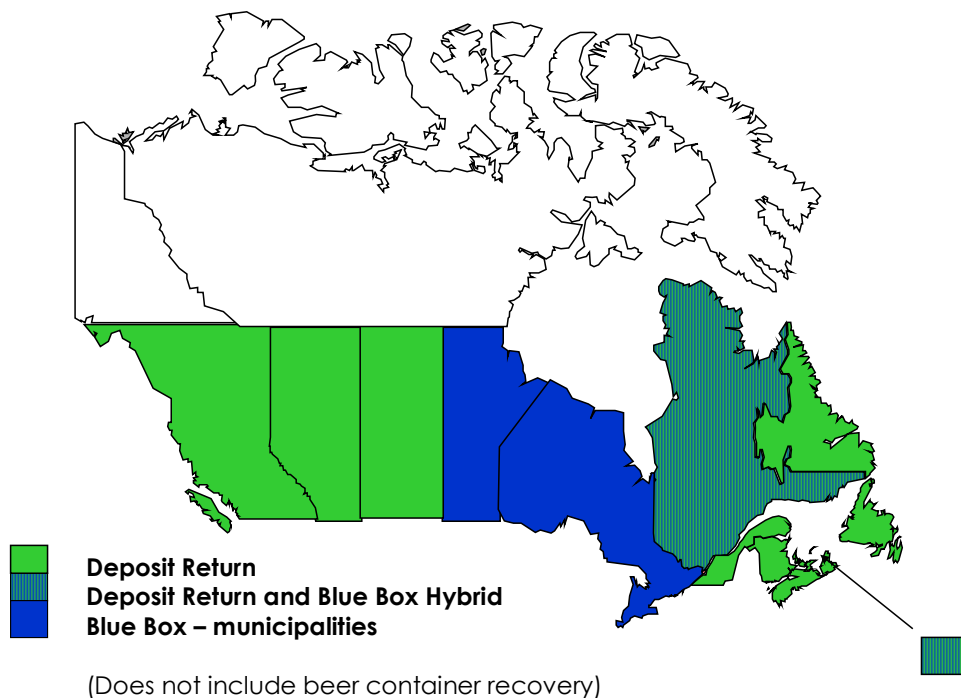 Deposit Return
Deposit Return and Blue Box Hybrid
Blue Box – municipalities
(Does not include beer container recovery)